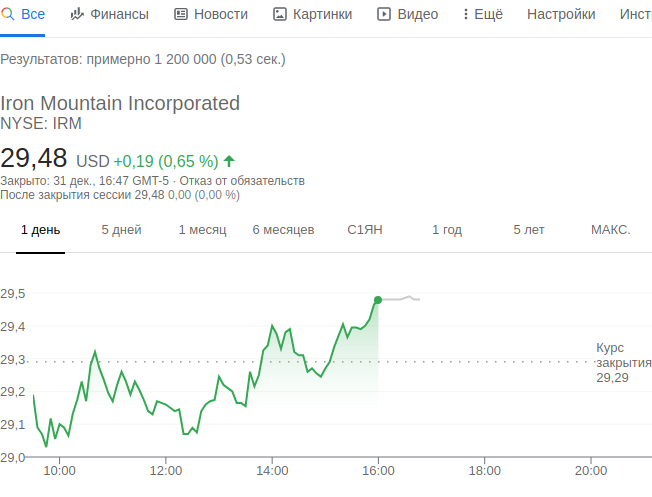 Все Финансы Новости Картинки Видео Ещё Настройки Инст
Результатов: примерно 1 200 000 (0,53 сек.)
Iron Mountain Incorporated
NYSE: IRM
29,48 USD +0,19 (0,65 %)
Закрыто: 31 дек., 16:47 GMT-5 · Отказ от обязательств
После закрытия сессии 29,48 0,00 (0,00 %)
1 день 5 дней 1 месяц 6 месяцев С1ЯН 1 год 5 лет МАКС.
29,5
29,4
29,3
29,2
29,1
29,0
Курс
закрытия
29,29
10:00 12:00 14:00 16:00 18:00 20:00